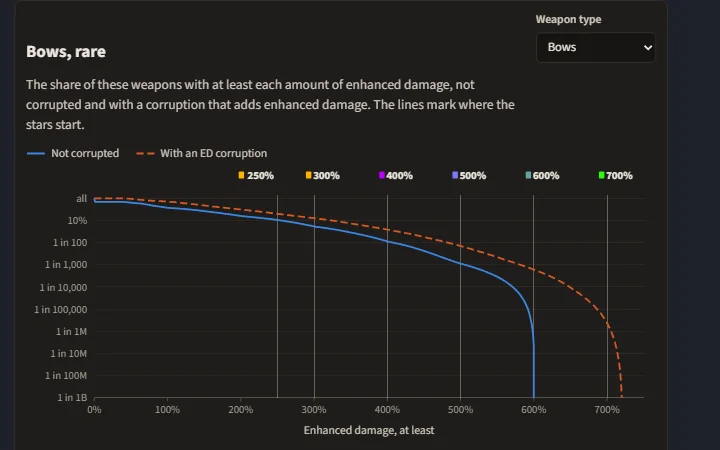 Weapon type
Bows
Bows, rare
The share of these weapons with at least each amount of enhanced damage, not
corrupted and with a corruption that adds enhanced damage. The lines mark where the
stars start.
Not corrupted With an ED corruption
250% 300% 400% 500% 600% 700%
all
10%
1 in 100
1 in 1,000
1 in 10,000
1 in 100,000
1 in 1M
1 in 10M
1 in 100M
1 in 1B
0% 100% 200% 300% 400% 500% 600% 700%
Enhanced damage, at least